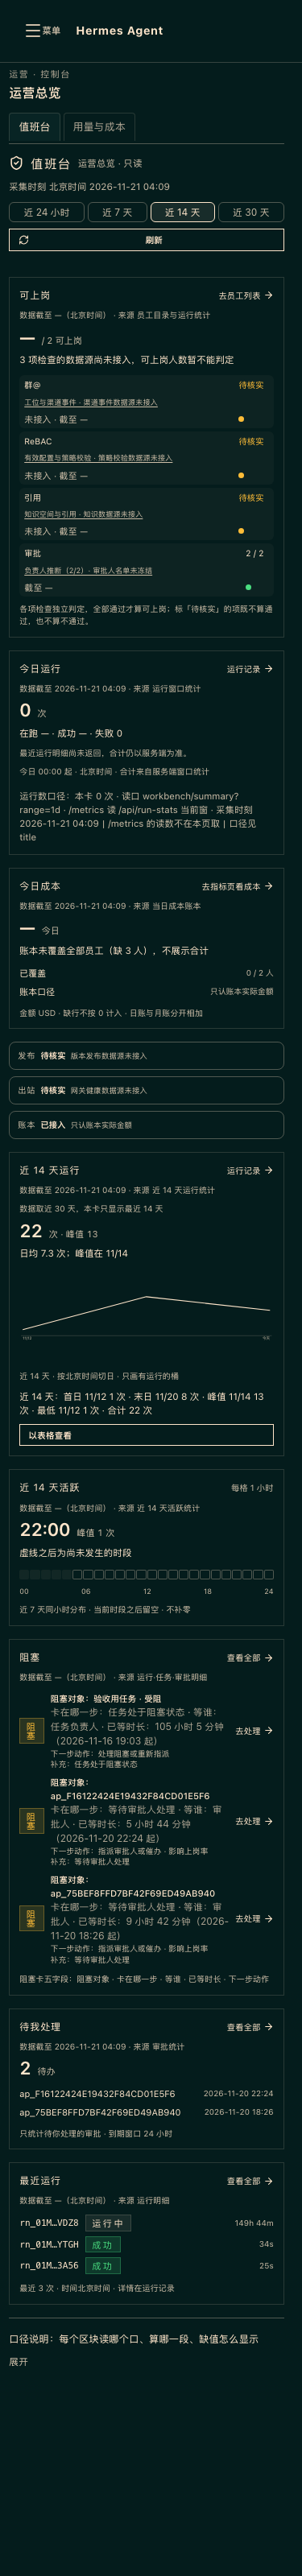 菜单 Hermes Agent
运营 · 控制台
运营总览
值班台 用量与成本
值班台 运营总览 · 只读
采集时刻 北京时间 2026-11-21 04:09
近 24 小时 近 7 天 近 14 天 近 30 天
刷新
可上岗 去员工列表 →
数据截至 —（北京时间） · 来源 员工目录与运行统计
— / 2 可上岗
3 项检查的数据源尚未接入，可上岗人数暂不能判定
群@ 待核实
工位与渠道事件 · 渠道事件数据源未接入
未接入 · 截至 —
ReBAC 待核实
有效配置与策略校验 · 策略校验数据源未接入
未接入 · 截至 —
引用 待核实
知识空间与引用 · 知识数据源未接入
未接入 · 截至 —
审批 2 / 2
负责人推断（2/2） · 审批人名单未冻结
截至 —
各项检查独立判定，全部通过才算可上岗；标「待核实」的项既不算通
过，也不算不通过。
今日运行 运行记录 →
数据截至 2026-11-21 04:09 · 来源 运行窗口统计
0 次
在跑 — · 成功 — · 失败 0
最近运行明细尚未返回，合计仍以服务端为准。
今日 00:00 起 · 北京时间 · 合计来自服务端窗口统计
运行数口径：本卡 0 次 · 读口 workbench/summary?
range=1d · /metrics 读 /api/run-stats 当前窗 · 采集时刻
2026-11-21 04:09 | /metrics 的读数不在本页取 | 口径见
title
今日成本 去指标页看成本 →
数据截至 2026-11-21 04:09 · 来源 当日成本账本
— 今日
账本未覆盖全部员工（缺 3 人），不展示合计
已覆盖 0 / 2 人
账本口径 只认账本实际金额
金额 USD · 缺行不按 0 计入 · 日账与月账分开相加
发布 待核实 版本发布数据源未接入
出站 待核实 网关健康数据源未接入
账本 已接入 只认账本实际金额
近 14 天运行 运行记录 →
数据截至 2026-11-21 04:09 · 来源 近 14 天运行统计
数据取近 30 天，本卡只显示最近 14 天
22 次 · 峰值 13
日均 7.3 次；峰值在 11/14
近 14 天 · 按北京时间切日 · 只画有运行的桶
近 14 天：首日 11/12 1 次 · 末日 11/20 8 次 · 峰值 11/14 13
次 · 最低 11/12 1 次 · 合计 22 次
以表格查看
近 14 天活跃 每格 1 小时
数据截至 —（北京时间） · 来源 近 14 天活跃统计
22:00 峰值 1 次
虚线之后为尚未发生的时段
00 06 12 18 24
近 7 天同小时分布 · 当前时段之后留空 · 不补零
阻塞 查看全部 →
数据截至 —（北京时间） · 来源 运行·任务·审批明细
阻塞 阻塞对象：验收用任务 · 受阻
卡在哪一步：任务处于阻塞状态 · 等谁：
任务负责人 · 已等时长：105 小时 5 分钟
（2026-11-16 19:03 起） 去处理 →
下一步动作：处理阻塞或重新指派
补充：任务处于阻塞状态
阻塞 阻塞对象：
ap_F16122424E19432F84CD01E5F6
卡在哪一步：等待审批人处理 · 等谁：审
批人 · 已等时长：5 小时 44 分钟
（2026-11-20 22:24 起） 去处理 →
下一步动作：指派审批人或催办 · 影响上岗率
补充：等待审批人处理
阻塞 阻塞对象：
ap_75BEF8FFD7BF42F69ED49AB940
卡在哪一步：等待审批人处理 · 等谁：审
批人 · 已等时长：9 小时 42 分钟（2026-
11-20 18:26 起） 去处理 →
下一步动作：指派审批人或催办 · 影响上岗率
补充：等待审批人处理
阻塞卡五字段：阻塞对象 · 卡在哪一步 · 等谁 · 已等时长 · 下一步动作
待我处理 查看全部 →
数据截至 2026-11-21 04:09 · 来源 审批统计
2 待办
ap_F16122424E19432F84CD01E5F6 2026-11-20 22:24
ap_75BEF8FFD7BF42F69ED49AB940 2026-11-20 18:26
只统计待你处理的审批 · 到期窗口 24 小时
最近运行 查看全部 →
数据截至 —（北京时间） · 来源 运行明细
rn_01M…VDZ8 运行中 149h 44m
rn_01M…YTGH 成功 34s
rn_01M…3A56 成功 25s
最近 3 次 · 时间北京时间 · 详情在运行记录
口径说明：每个区块读哪个口、算哪一段、缺值怎么显示
展开